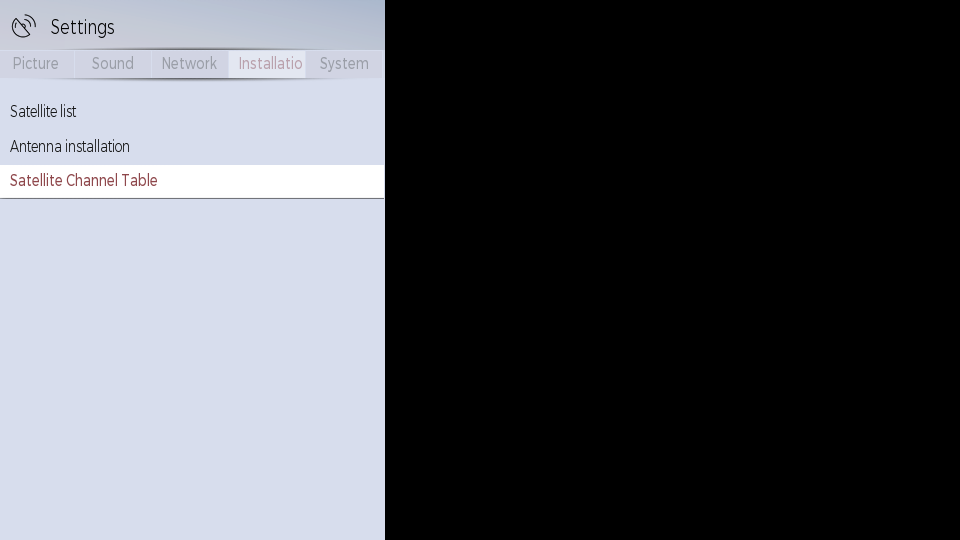 Settings
Picture Sound Network Installatio System
Satellite list
Antenna installation
Satellite Channel Table